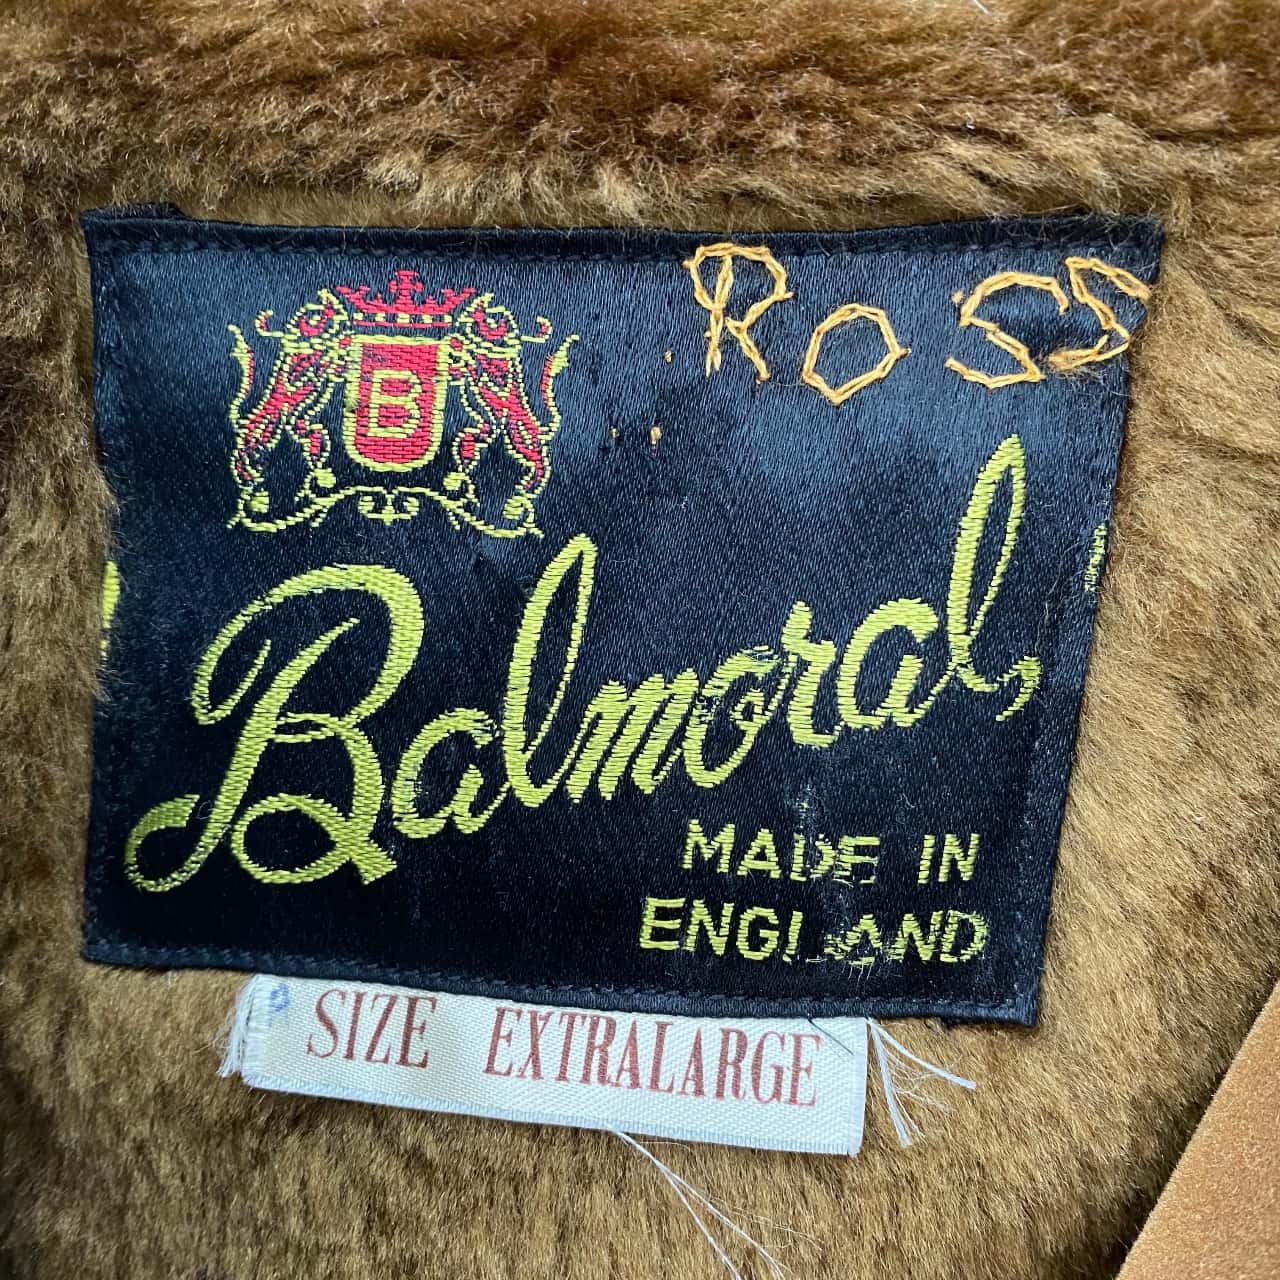 ROSS
B
Balmoral,
MADE IN
ENGLAND
SIZE EXTRALARGE